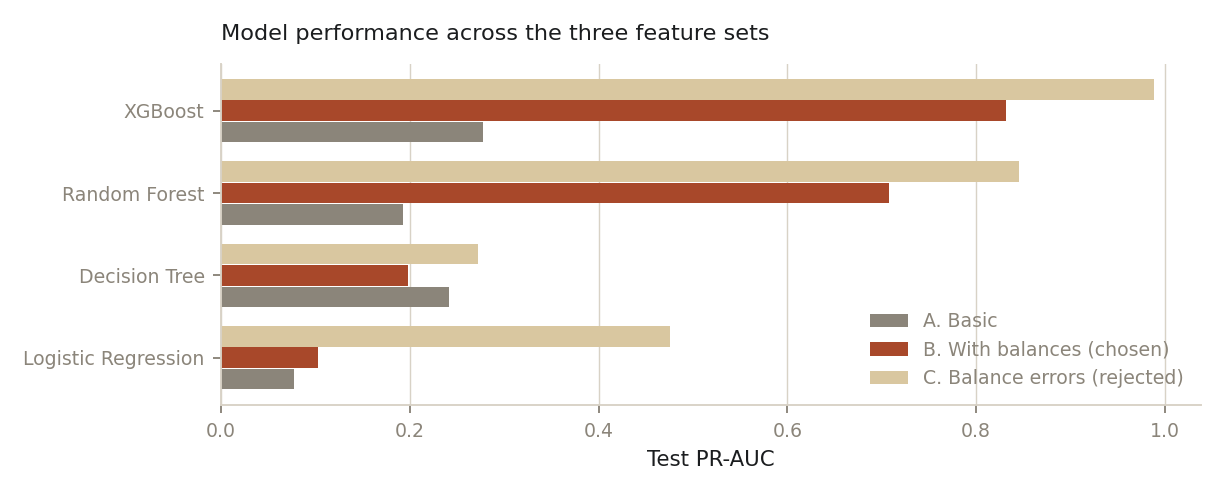 Model performance across the three feature sets
XGBoost
Random Forest
Decision Tree
Logistic Regression
A. Basic
B. With balances (chosen)
C. Balance errors (rejected)
0.0 0.2 0.4 0.6 0.8 1.0
Test PR-AUC